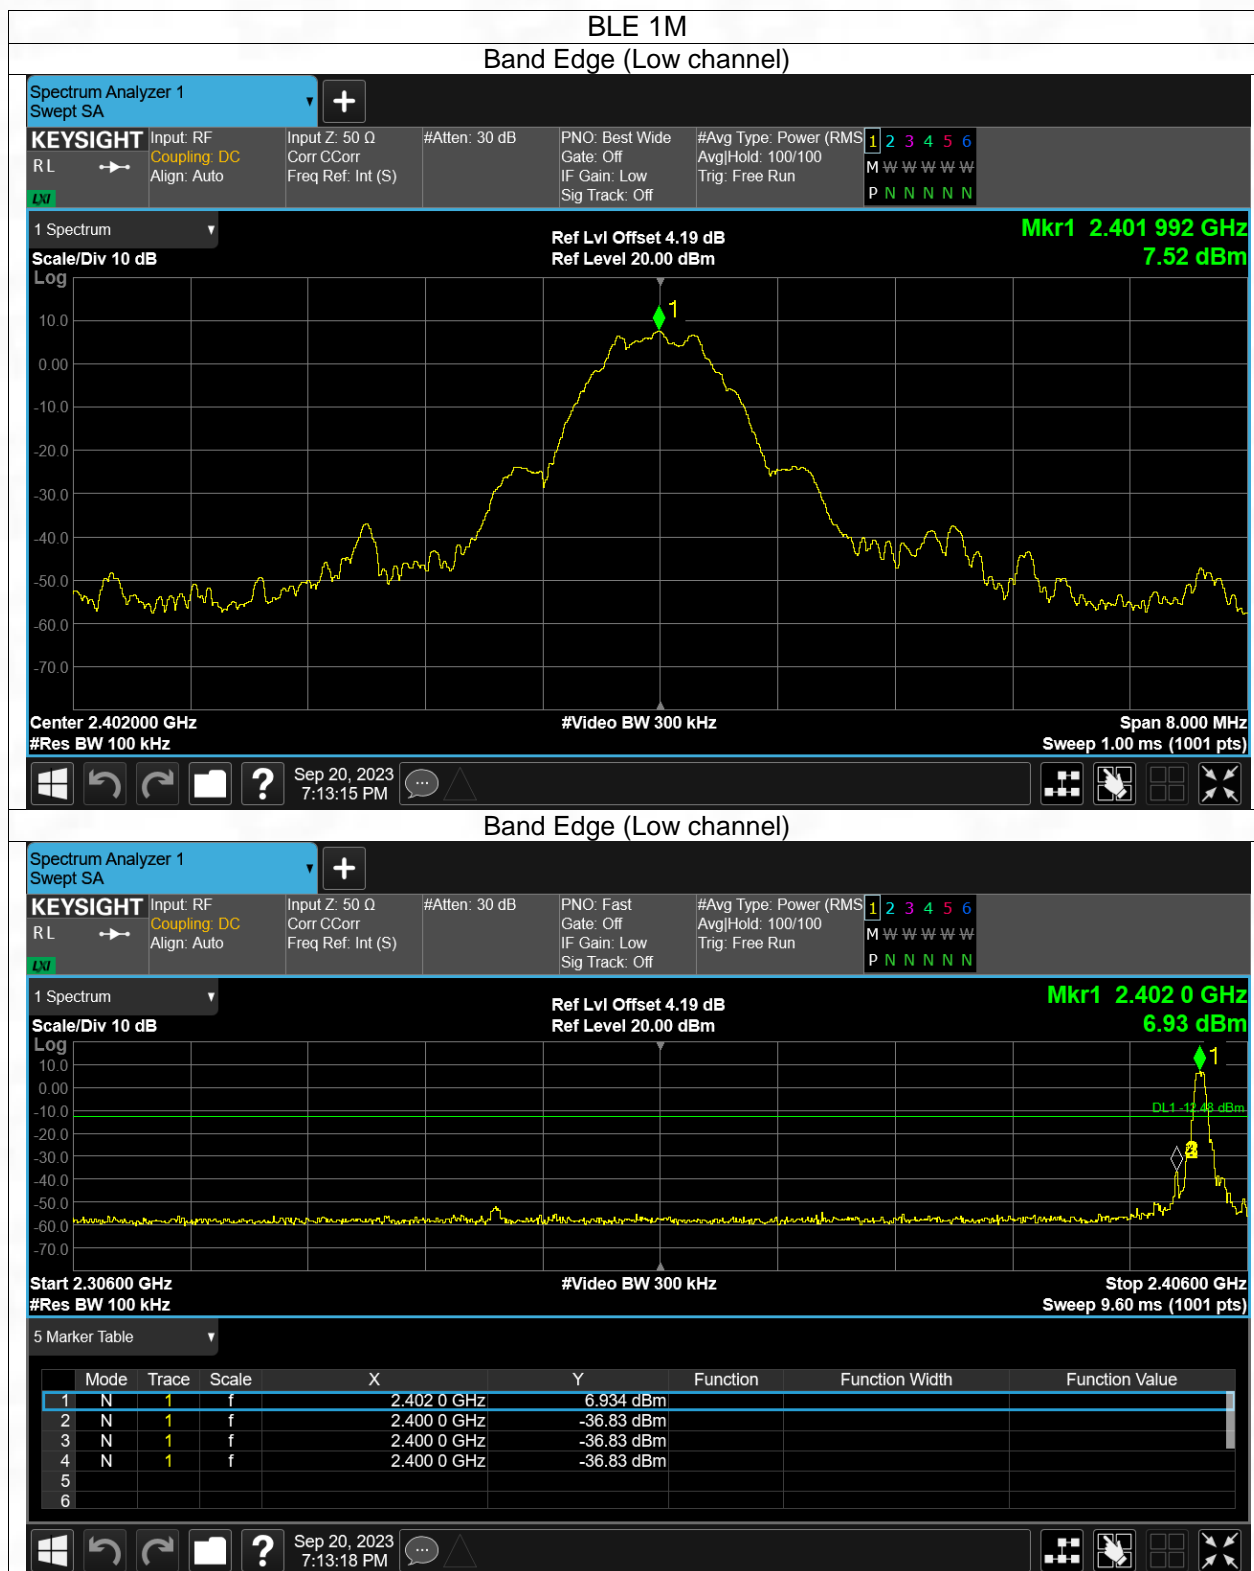 BLE 1M
Band Edge (Low channel)
Spectrum Analyzer 1
Swept SA
KEYSIGHT
Input: RF
Input Z: 50 Ω
#Atten: 30 dB
PNO: Best Wide
#Avg Type: Power (RMS
1 2 3 4 5 6
R L
Coupling: DC
Corr CCorr
Gate: Off
Avg|Hold: 100/100
M W W W W W
Align: Auto
Freq Ref: Int (S)
IF Gain: Low
Trig: Free Run
LXI
Sig Track: Off
P N N N N N
1 Spectrum
Ref Lvl Offset 4.19 dB
Mkr1 2.401 992 GHz
Scale/Div 10 dB
Ref Level 20.00 dBm
7.52 dBm
Log
1
10.0
0.00
-10.0
-20.0
-30.0
-40.0
-50.0
-60.0
-70.0
Center 2.402000 GHz
#Video BW 300 kHz
Span 8.000 MHz
#Res BW 100 kHz
Sweep 1.00 ms (1001 pts)
?
Sep 20, 2023
7:13:15 PM
Band Edge (Low channel)
Spectrum Analyzer 1
Swept SA
KEYSIGHT
Input: RF
Input Z: 50 Ω
#Atten: 30 dB
PNO: Fast
#Avg Type: Power (RMS
1 2 3 4 5 6
R L
Coupling: DC
Corr CCorr
Gate: Off
Avg|Hold: 100/100
M W W W W W
Align: Auto
Freq Ref: Int (S)
IF Gain: Low
Trig: Free Run
LXI
Sig Track: Off
P N N N N N
1 Spectrum
Ref Lvl Offset 4.19 dB
Mkr1 2.402 0 GHz
Scale/Div 10 dB
Ref Level 20.00 dBm
6.93 dBm
Log
1
10.0
0.00
-10.0
DL1 -12.48 dBm
-20.0
-30.0
-40.0
-50.0
-60.0
-70.0
Start 2.30600 GHz
#Video BW 300 kHz
Stop 2.40600 GHz
#Res BW 100 kHz
Sweep 9.60 ms (1001 pts)
5 Marker Table
Mode Trace Scale X Y Function Function Width Function Value
1 N 1 f 2.402 0 GHz 6.934 dBm
2 N 1 f 2.400 0 GHz -36.83 dBm
3 N 1 f 2.400 0 GHz -36.83 dBm
4 N 1 f 2.400 0 GHz -36.83 dBm
5
6
?
Sep 20, 2023
7:13:18 PM